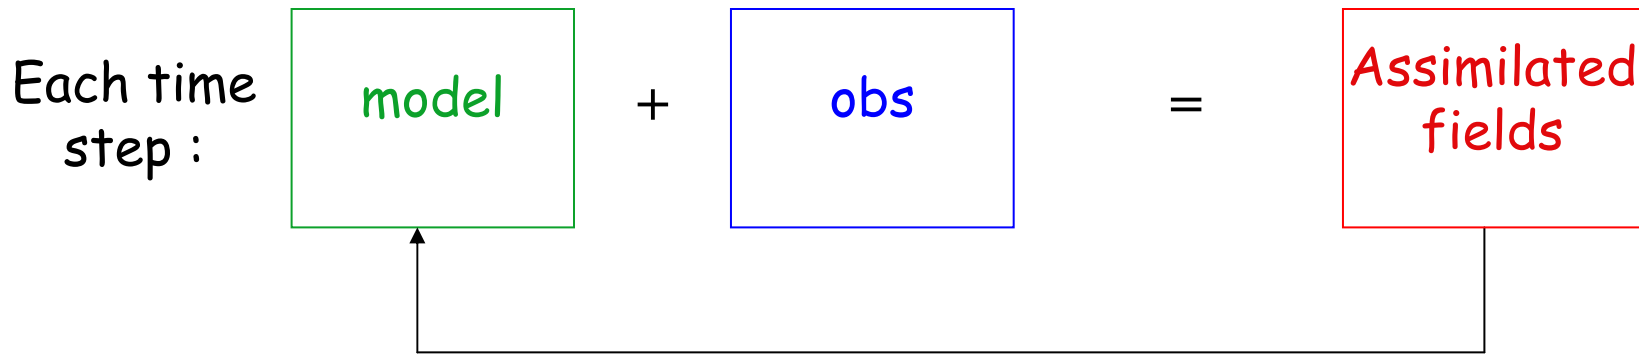 Each time
step :
model
+
obs
=
Assimilated
fields